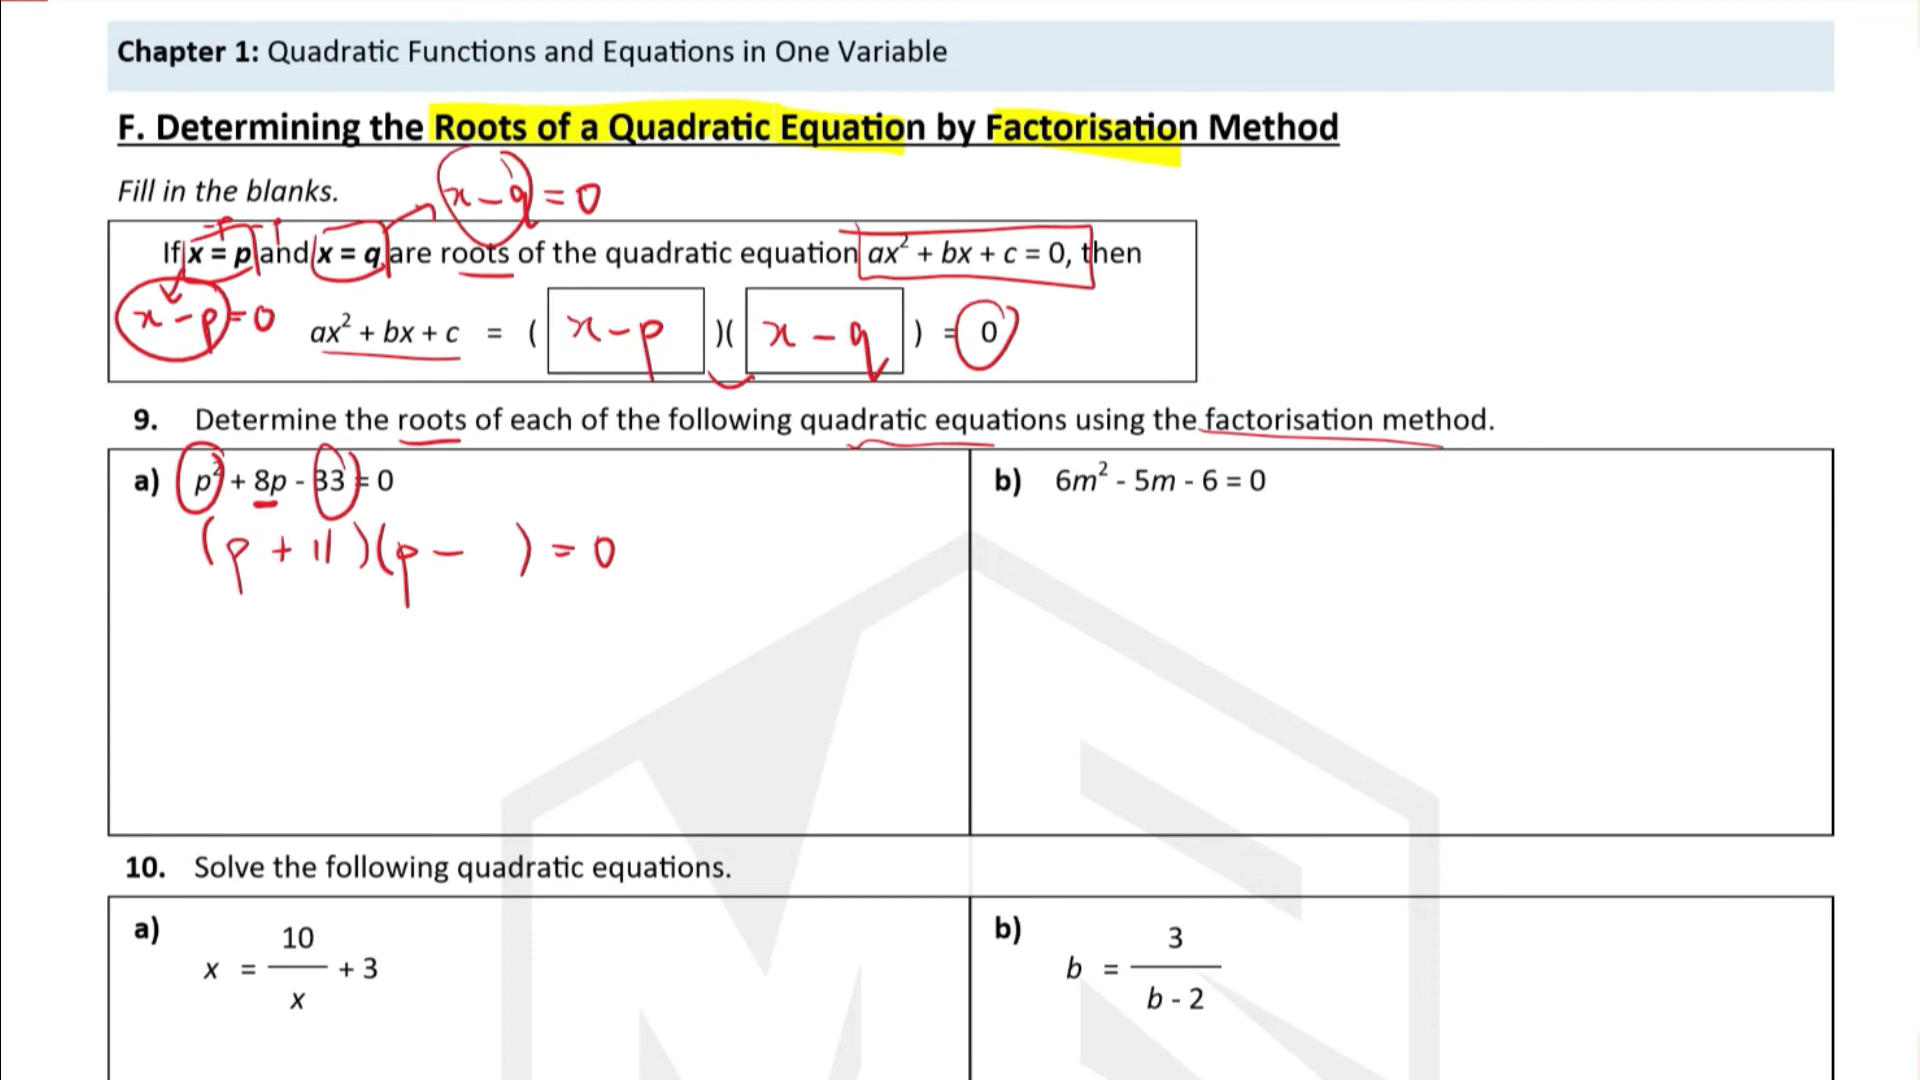 Chapter 1: Quadratic Functions and Equations in One Variable
F. Determining the Roots of a Quadratic Equation by Factorisation Method
Fill in the blanks.
x - q = 0
-p -p
If x = p and x = q are roots of the quadratic equation ax² + bx + c = 0, then
x - p = 0
ax² + bx + c = ( x - p )( x - q ) = 0
9. Determine the roots of each of the following quadratic equations using the factorisation method.
a) p² + 8p - 33 = 0
(p + 11)(p - ) = 0
b) 6m² - 5m - 6 = 0
10. Solve the following quadratic equations.
a) x = 10/x + 3
b) b = 3/(b - 2)